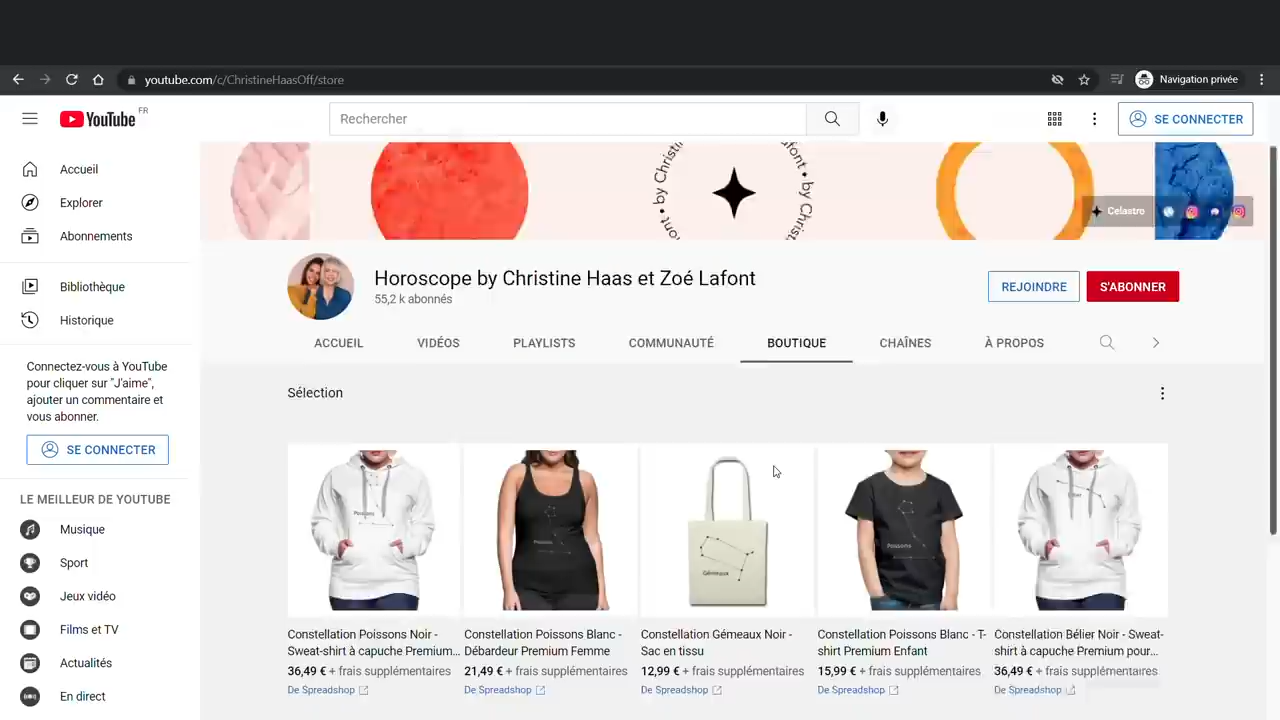 youtube.com/c/ChristineHaasOff/store
Navigation privée
YouTube FR
Rechercher
SE CONNECTER
Accueil
Explorer
Abonnements
Bibliothèque
Historique
Connectez-vous à YouTube
pour cliquer sur "J'aime",
ajouter un commentaire et
vous abonner.
SE CONNECTER
LE MEILLEUR DE YOUTUBE
Musique
Sport
Jeux vidéo
Films et TV
Actualités
En direct
Celastro
Horoscope by Christine Haas et Zoé Lafont
55,2 k abonnés
REJOINDRE
S'ABONNER
ACCUEIL
VIDÉOS
PLAYLISTS
COMMUNAUTÉ
BOUTIQUE
CHAÎNES
À PROPOS
Sélection
Poissons
Gémeaux
Poissons
Constellation Poissons Noir -
Sweat-shirt à capuche Premium...
36,49 € + frais supplémentaires
De Spreadshop
Constellation Poissons Blanc -
Débardeur Premium Femme
21,49 € + frais supplémentaires
De Spreadshop
Constellation Gémeaux Noir -
Sac en tissu
12,99 € + frais supplémentaires
De Spreadshop
Constellation Poissons Blanc - T-
shirt Premium Enfant
15,99 € + frais supplémentaires
De Spreadshop
Constellation Bélier Noir - Sweat-
shirt à capuche Premium pour...
36,49 € + frais supplémentaires
De Spreadshop